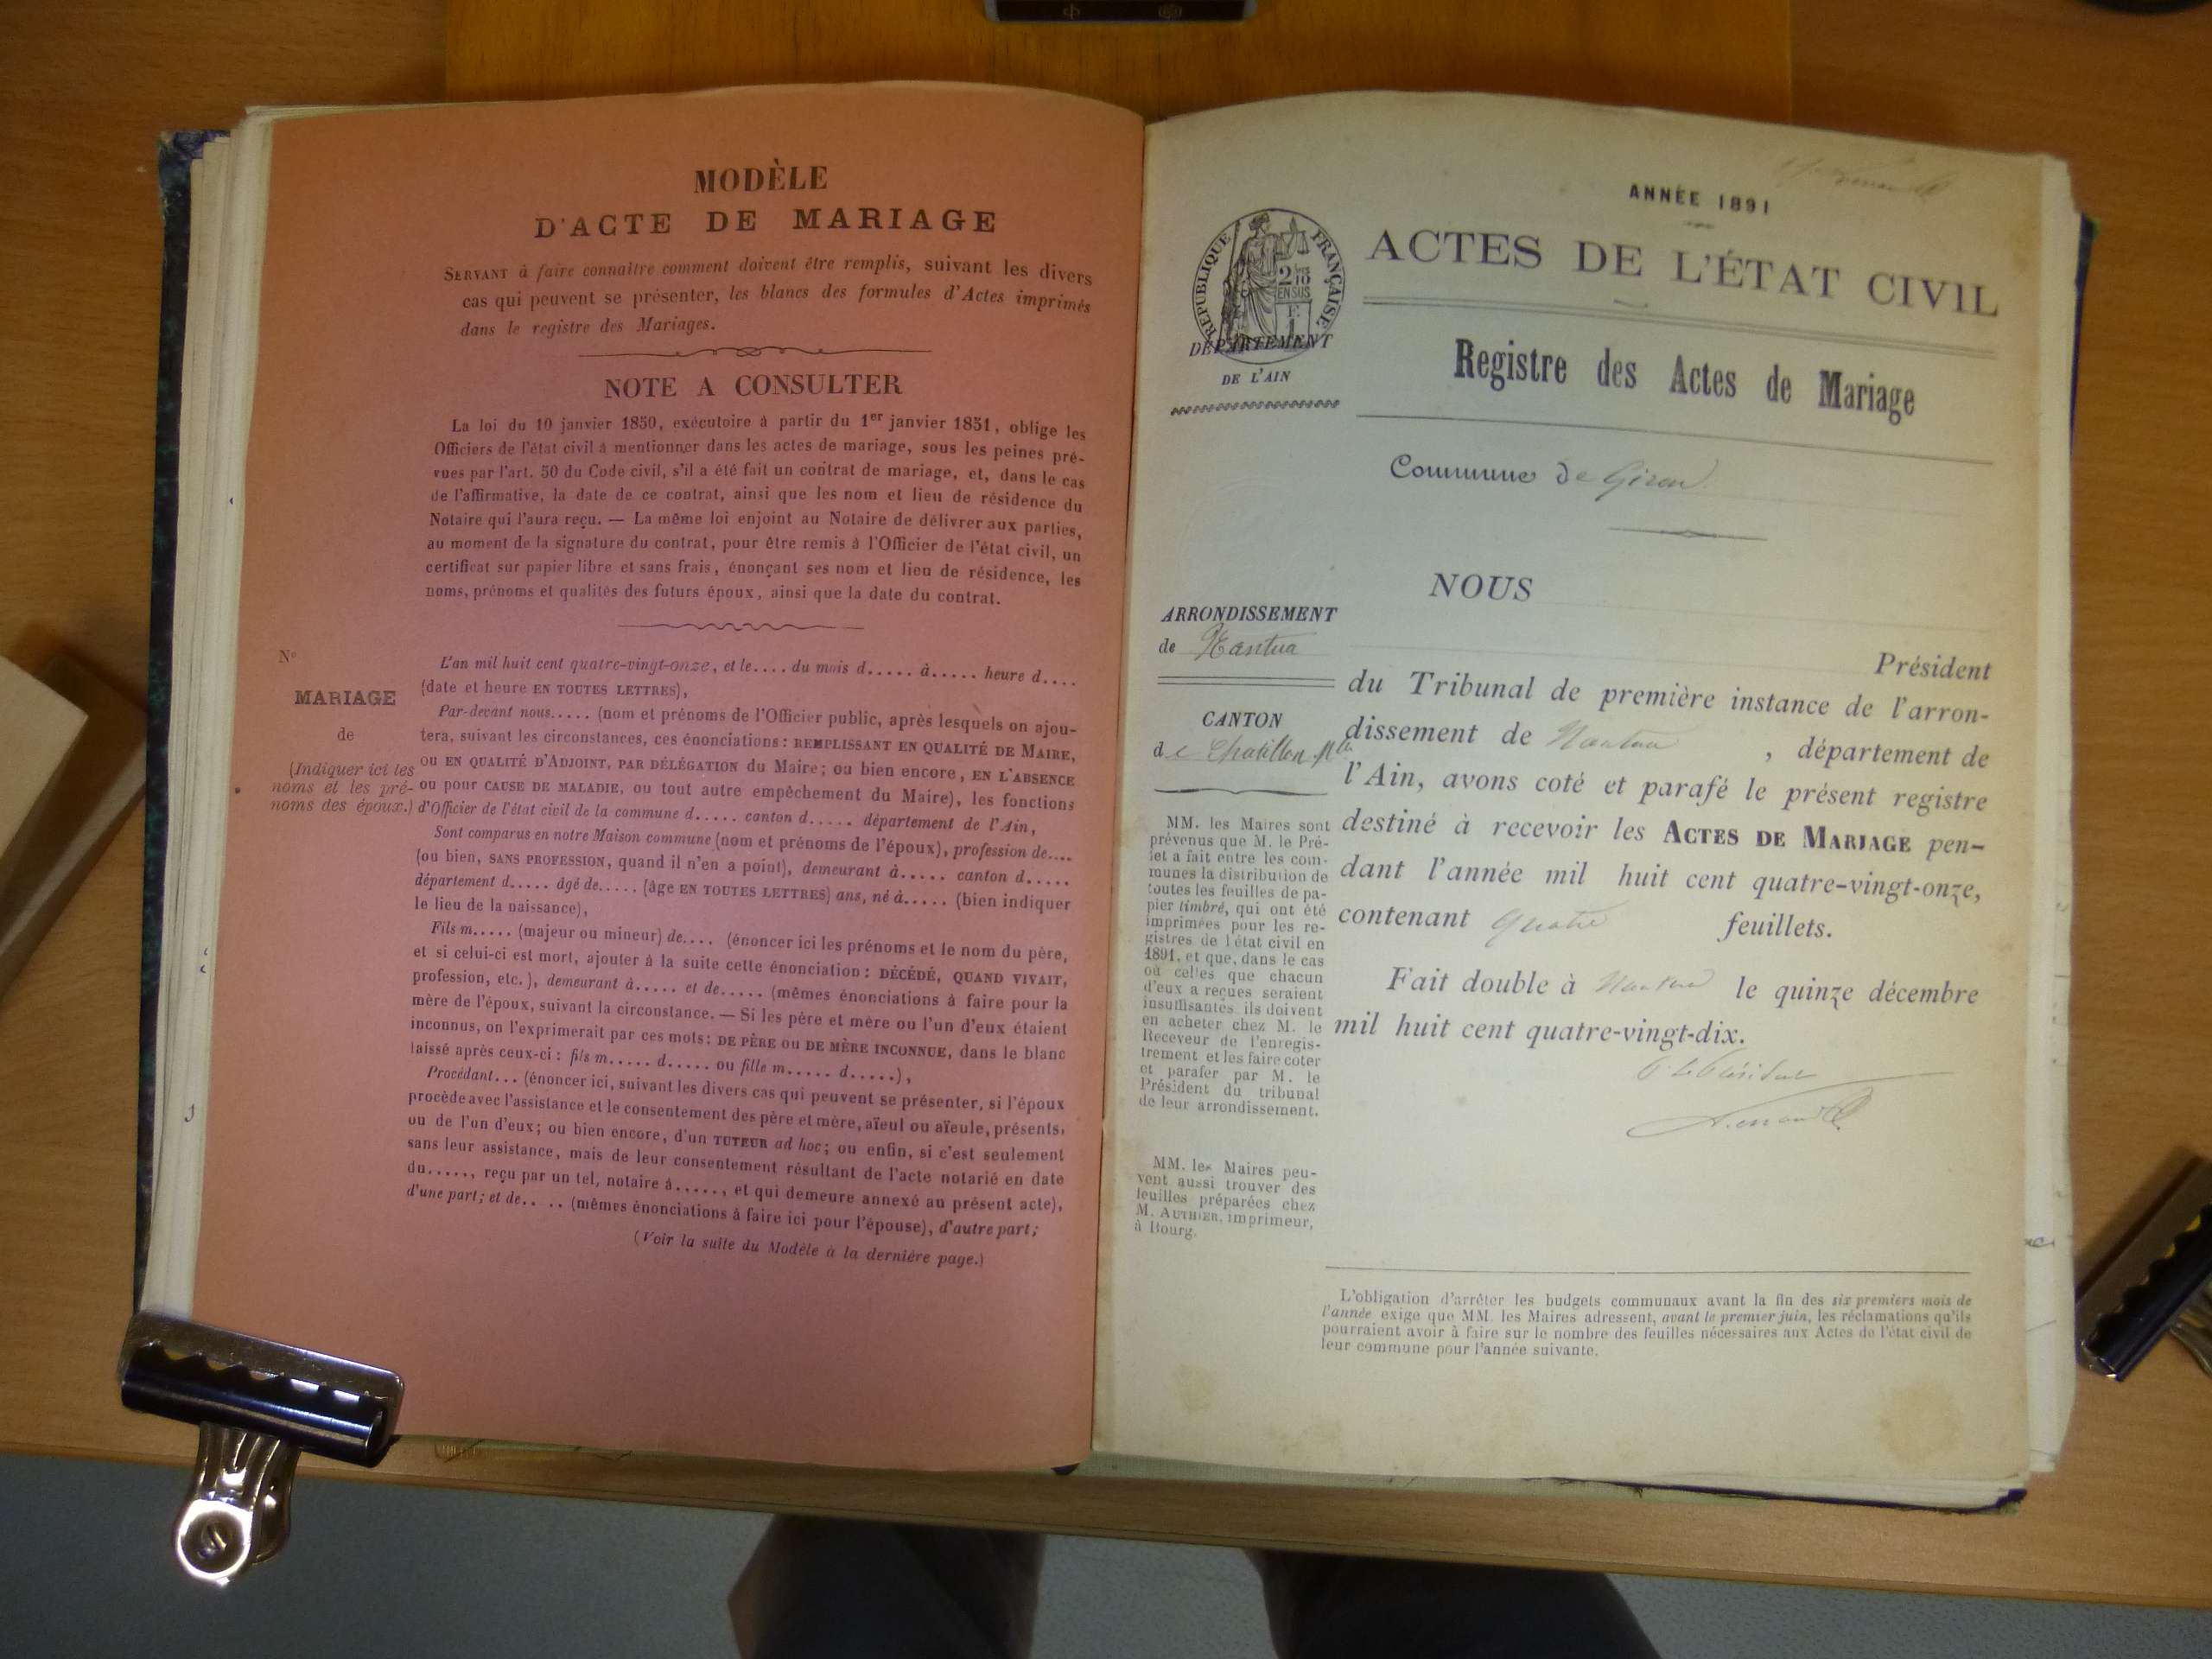 MODÈLE
D'ACTE DE MARIAGE
SERVANT à faire connaître comment doivent être remplis, suivant les divers
cas qui peuvent se présenter, les blancs des formules d'Actes imprimés
dans le registre des Mariages.
NOTE A CONSULTER
La loi du 10 janvier 1850, exécutoire à partir du 1er janvier 1851, oblige les
Officiers de l'état civil à mentionner dans les actes de mariage, sous les peines pré-
vues par l'art. 50 du Code civil, s'il a été fait un contrat de mariage, et, dans le cas
de l'affirmative, la date de ce contrat, ainsi que les nom et lieu de résidence du
Notaire qui l'aura reçu. — La même loi enjoint au Notaire de délivrer aux parties,
au moment de la signature du contrat, pour être remis à l'Officier de l'état civil, un
certificat sur papier libre et sans frais, énonçant ses nom et lieu de résidence, les
noms, prénoms et qualités des futurs époux, ainsi que la date du contrat.
N°
MARIAGE
de
(Indiquer ici les
noms et les pré-
noms des époux.)
L'an mil huit cent quatre-vingt-onze, et le.... du mois d..... à..... heure d....
(date et heure EN TOUTES LETTRES),
Par-devant nous..... (nom et prénoms de l'Officier public, après lesquels on ajou-
tera, suivant les circonstances, ces énonciations : REMPLISSANT EN QUALITÉ DE MAIRE,
ou EN QUALITÉ D'ADJOINT, PAR DÉLÉGATION du Maire; ou bien encore, EN L'ABSENCE
ou pour CAUSE DE MALADIE, ou tout autre empêchement du Maire), les fonctions
d'Officier de l'état civil de la commune d..... canton d..... département de l'Ain,
Sont comparus en notre Maison commune (nom et prénoms de l'époux), profession de....
(ou bien, SANS PROFESSION, quand il n'en a point), demeurant à..... canton d.....
département d..... âgé de..... (âge EN TOUTES LETTRES) ans, né à..... (bien indiquer
le lieu de la naissance),
Fils m..... (majeur ou mineur) de.... (énoncer ici les prénoms et le nom du père,
et si celui-ci est mort, ajouter à la suite cette énonciation : DÉCÉDÉ, QUAND VIVAIT,
profession, etc.), demeurant à..... et de..... (mêmes énonciations à faire pour la
mère de l'époux, suivant la circonstance. — Si les père et mère ou l'un d'eux étaient
inconnus, on l'exprimerait par ces mots : DE PÈRE OU DE MÈRE INCONNUE, dans le blanc
laissé après ceux-ci : fils m..... d..... ou fille m..... d.....),
Procédant... (énoncer ici, suivant les divers cas qui peuvent se présenter, si l'époux
procède avec l'assistance et le consentement des père et mère, aïeul ou aïeule, présents,
ou de l'un d'eux; ou bien encore, d'un TUTEUR ad hoc; ou enfin, si c'est seulement
sans leur assistance, mais de leur consentement résultant de l'acte notarié en date
du....., reçu par un tel, notaire à....., et qui demeure annexé au présent acte),
d'une part; et de.. .. (mêmes énonciations à faire ici pour l'épouse), d'autre part;
(Voir la suite du Modèle à la dernière page.)
ANNÉE 1891
ACTES DE L'ÉTAT CIVIL
RÉPUBLIQUE FRANÇAISE
2/10
EN SUS
E
1
DÉPARTEMENT
DE L'AIN
Registre des Actes de Mariage
Commune de Giron
NOUS
Président
du Tribunal de première instance de l'arron-
dissement de Nantua , département de
l'Ain, avons coté et parafé le présent registre
destiné à recevoir les ACTES DE MARIAGE pen-
dant l'année mil huit cent quatre-vingt-onze,
contenant Quatre feuillets.
Fait double à Nantua le quinze décembre
mil huit cent quatre-vingt-dix.
P. le Président
ARRONDISSEMENT
de Nantua
CANTON
de Chatillon
MM. les Maires sont
prévenus que M. le Pré-
fet a fait entre les com-
munes la distribution de
toutes les feuilles de pa-
pier timbré, qui ont été
imprimées pour les re-
gistres de l'état civil en
1891, et que, dans le cas
où celles que chacun
d'eux a reçues seraient
insuffisantes ils doivent
en acheter chez M. le
Receveur de l'enregis-
trement et les faire coter
et parafer par M. le
Président du tribunal
de leur arrondissement.
MM. les Maires peu-
vent aussi trouver des
feuilles préparées chez
M. AUTHIER, imprimeur,
à Bourg.
L'obligation d'arrêter les budgets communaux avant la fin des six premiers mois de
l'année exige que MM. les Maires adressent, avant le premier juin, les réclamations qu'ils
pourraient avoir à faire sur le nombre des feuilles nécessaires aux Actes de l'état civil de
leur commune pour l'année suivante.